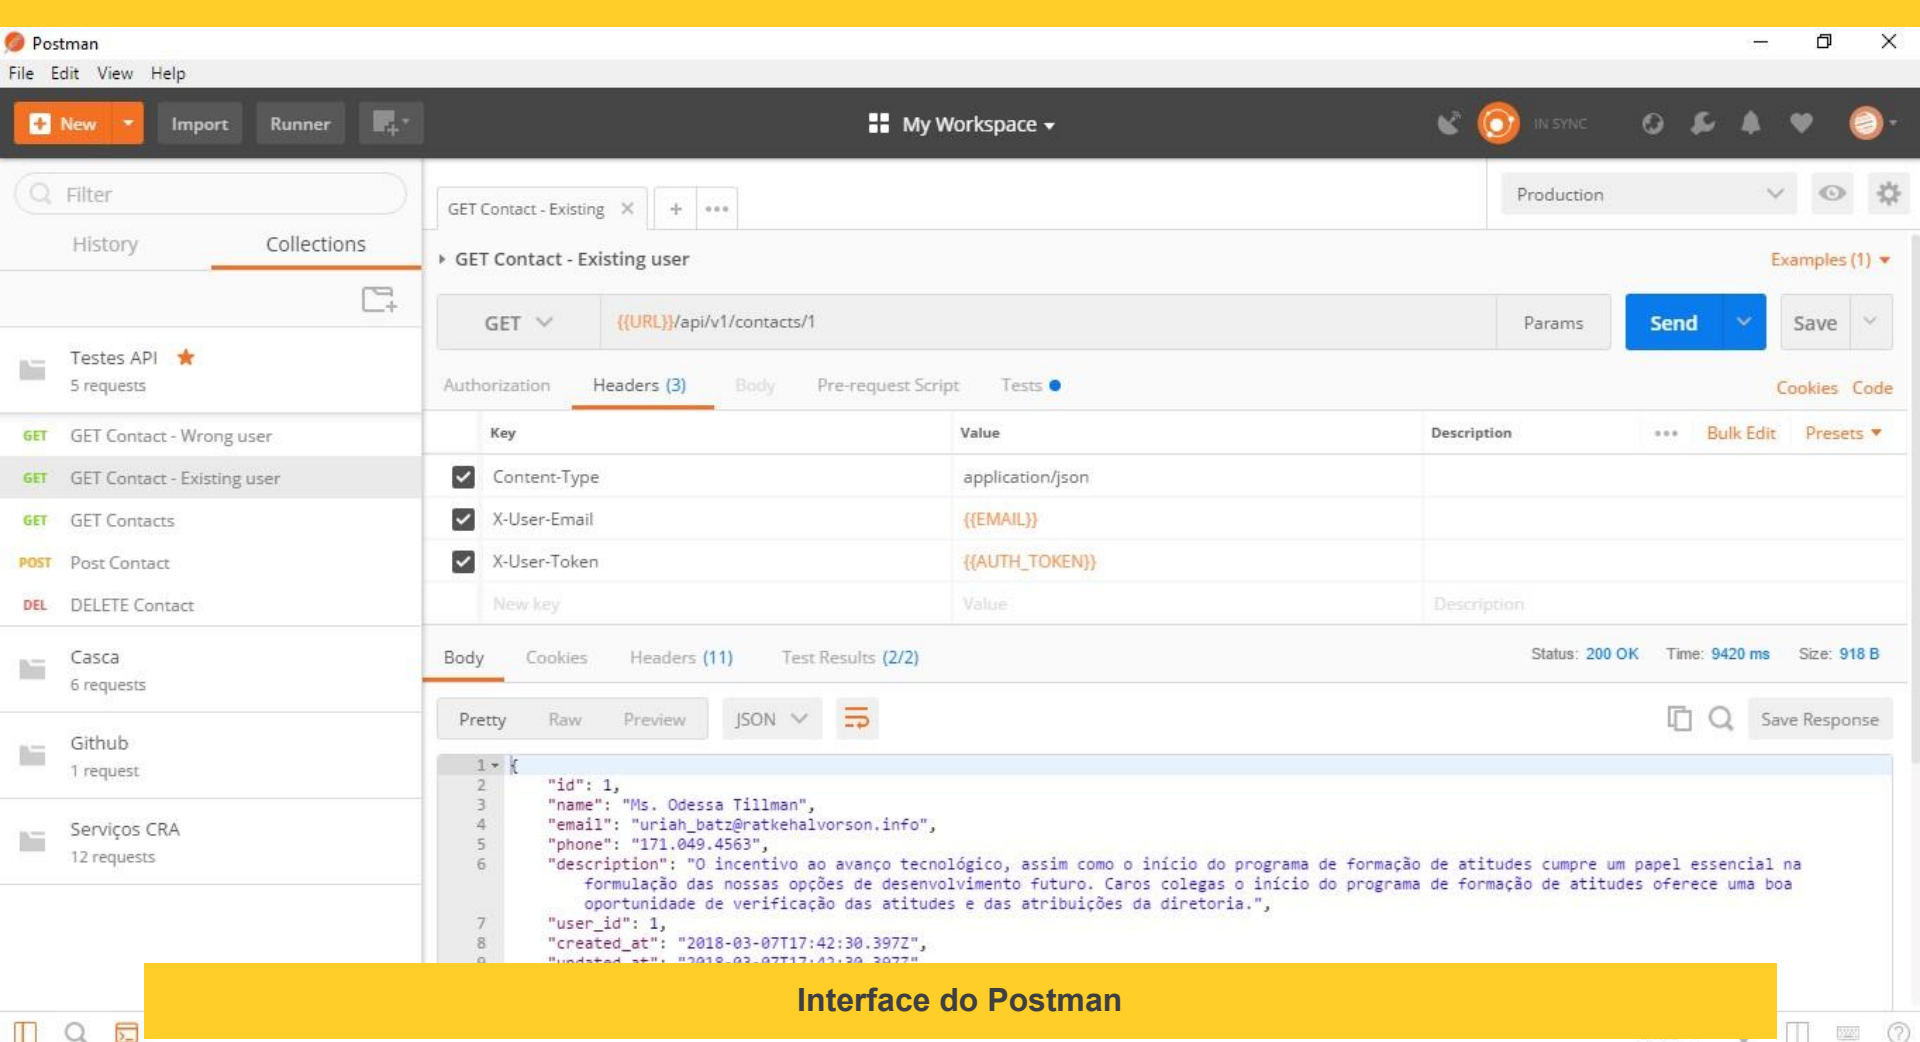 Postman
File Edit View Help
New Import Runner My Workspace IN SYNC
Filter
History Collections
Testes API
5 requests
GET GET Contact - Wrong user
GET GET Contact - Existing user
GET GET Contacts
POST Post Contact
DEL DELETE Contact
Casca
6 requests
Github
1 request
Serviços CRA
12 requests
GET Contact - Existing
Production
GET Contact - Existing user
Examples (1)
GET {{URL}}/api/v1/contacts/1 Params Send Save
Authorization Headers (3) Body Pre-request Script Tests Cookies Code
Key Value Description Bulk Edit Presets
Content-Type application/json
X-User-Email {{EMAIL}}
X-User-Token {{AUTH_TOKEN}}
New key Value Description
Body Cookies Headers (11) Test Results (2/2) Status: 200 OK Time: 9420 ms Size: 918 B
Pretty Raw Preview JSON Save Response
1 {
2 "id": 1,
3 "name": "Ms. Odessa Tillman",
4 "email": "uriah_batz@ratkehalvorson.info",
5 "phone": "171.049.4563",
6 "description": "O incentivo ao avanço tecnológico, assim como o início do programa de formação de atitudes cumpre um papel essencial na
formulação das nossas opções de desenvolvimento futuro. Caros colegas o início do programa de formação de atitudes oferece uma boa
oportunidade de verificação das atitudes e das atribuições da diretoria.",
7 "user_id": 1,
8 "created_at": "2018-03-07T17:42:30.397Z",
9 "updated_at": "2018-03-07T17:42:30.397Z"
Interface do Postman